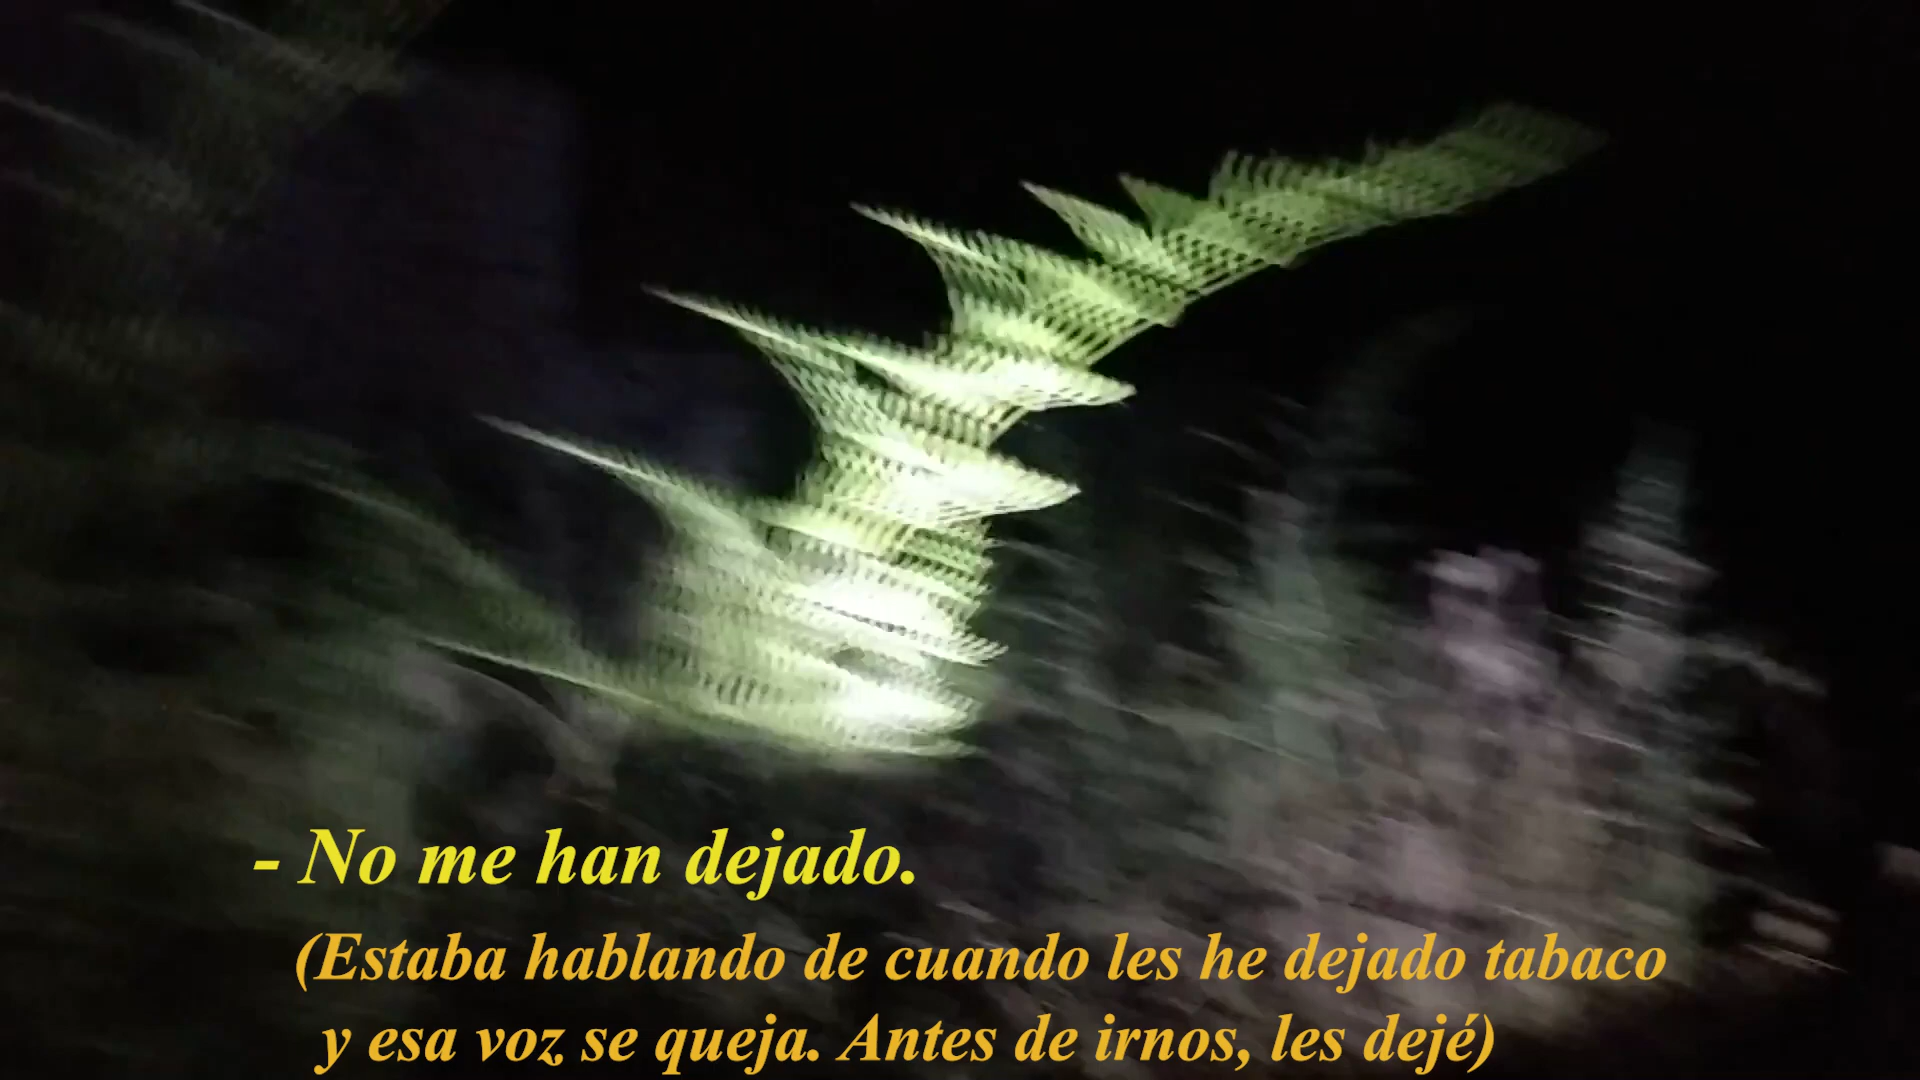 - No me han dejado.
(Estaba hablando de cuando les he dejado tabaco
y esa voz se queja. Antes de irnos, les dejé)